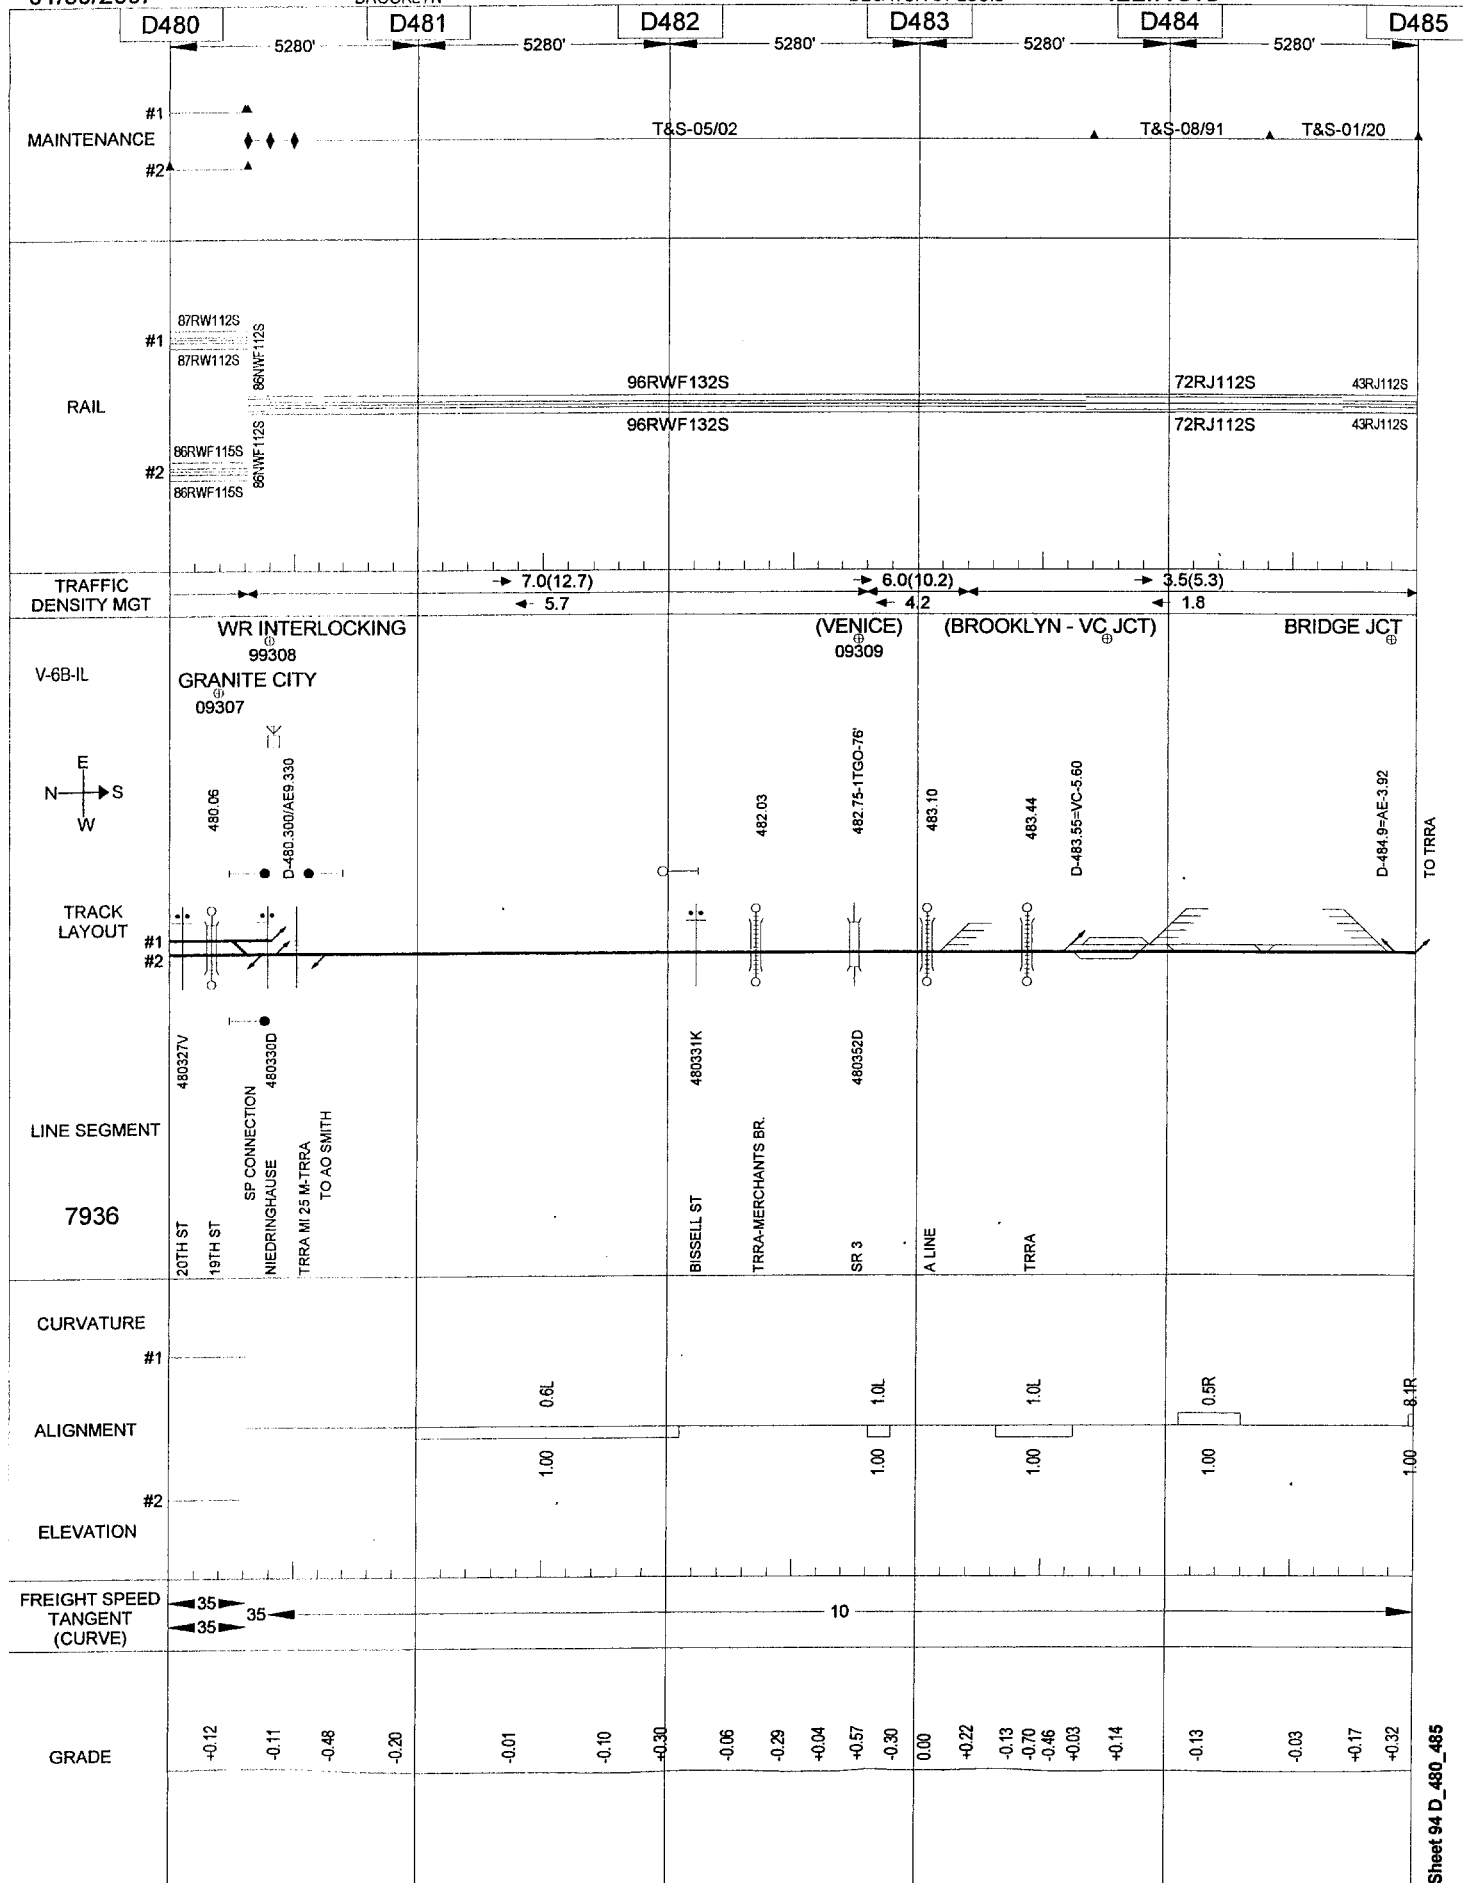 BROOKLYN
D480 D481 D482 D483 D484 D485
5280' 5280' 5280' 5280' 5280'
#1
T&S-05/02 T&S-08/91 T&S-01/20
MAINTENANCE
#2
87RW112S
#1
87RW112S
86NWF112S
96RWF132S 72RJ112S 43RJ112S
RAIL
96RWF132S 72RJ112S 43RJ112S
86RWF115S
#2
86RWF115S
86NWF112S
TRAFFIC
DENSITY MGT
7.0(12.7) 6.0(10.2) 3.5(5.3)
5.7 4.2 1.8
WR INTERLOCKING (VENICE) (BROOKLYN - VC JCT) BRIDGE JCT
99308 09309
V-6B-IL
GRANITE CITY
09307
E
N S
W
480.06
D-480.300/AE9.330
482.03
482.75-1TGO-76'
483.10
483.44
D-483.55=VC-5.60
D-484.9=AE-3.92
TO TRRA
TRACK
LAYOUT
#1
#2
480327V
480330D
480331K
480352D
LINE SEGMENT
7936
20TH ST
19TH ST
SP CONNECTION
NIEDRINGHAUSE
TRRA MI 25 M-TRRA
TO AO SMITH
BISSELL ST
TRRA-MERCHANTS BR.
SR 3
A LINE
TRRA
CURVATURE
#1
0.6L 1.0L 1.0L 0.5R 8.1R
ALIGNMENT
1.00 1.00 1.00 1.00 1.00
#2
ELEVATION
FREIGHT SPEED
TANGENT
(CURVE)
35
35 10
35
GRADE
+0.12 -0.11 -0.48 -0.20 -0.01 -0.10 +0.30 -0.06 -0.29 +0.04 +0.57 -0.30 0.00 +0.22 -0.13 -0.70 -0.46 +0.03 +0.14 -0.13 -0.03 +0.17 +0.32
Sheet 94 D_480_485